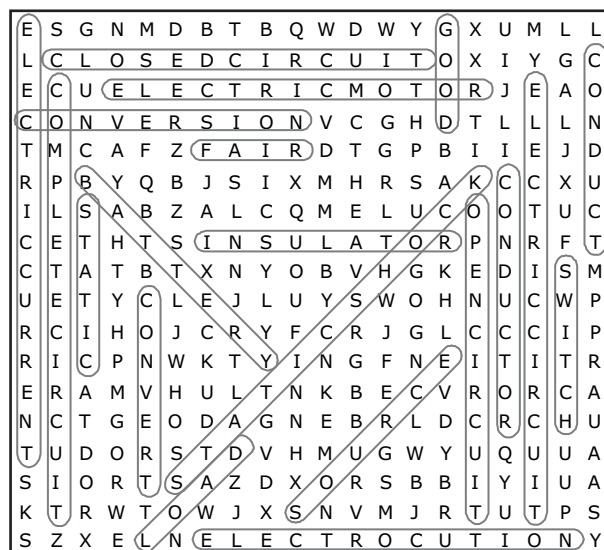 E S G N M D B T B Q W D W Y G X U M L L
L C L O S E D C I R C U I T O X I Y G C
E C U E L E C T R I C M O T O R J E A O
C O N V E R S I O N V C G H D T L L L N
T M C A F Z F A I R D T G P B I I E J D
R P B Y Q B J S I X M H R S A K C C X U
I L S A B Z A L C Q M E L U C O O T U C
C E T H T S I N S U L A T O R P N R F T
C T A T B T X N Y O B V H G K E D I S M
U E T Y C L E J L U Y S W O H N U C W P
R C I H O J C R Y F C R J G L C C C I P
R I C P N W K T Y I N G F N E I T I T R
E R A M V H U L T N K B E C V R O R C A
N C T G E O D A G N E B R L D C R C H U
T U D O R S T D V H M U G W Y U Q U U A
S I O R T S A Z D X O R S B B I Y I U A
K T R W T O W J X S N V M J R T U T P S
S Z X E L N E L E C T R O C U T I O N Y